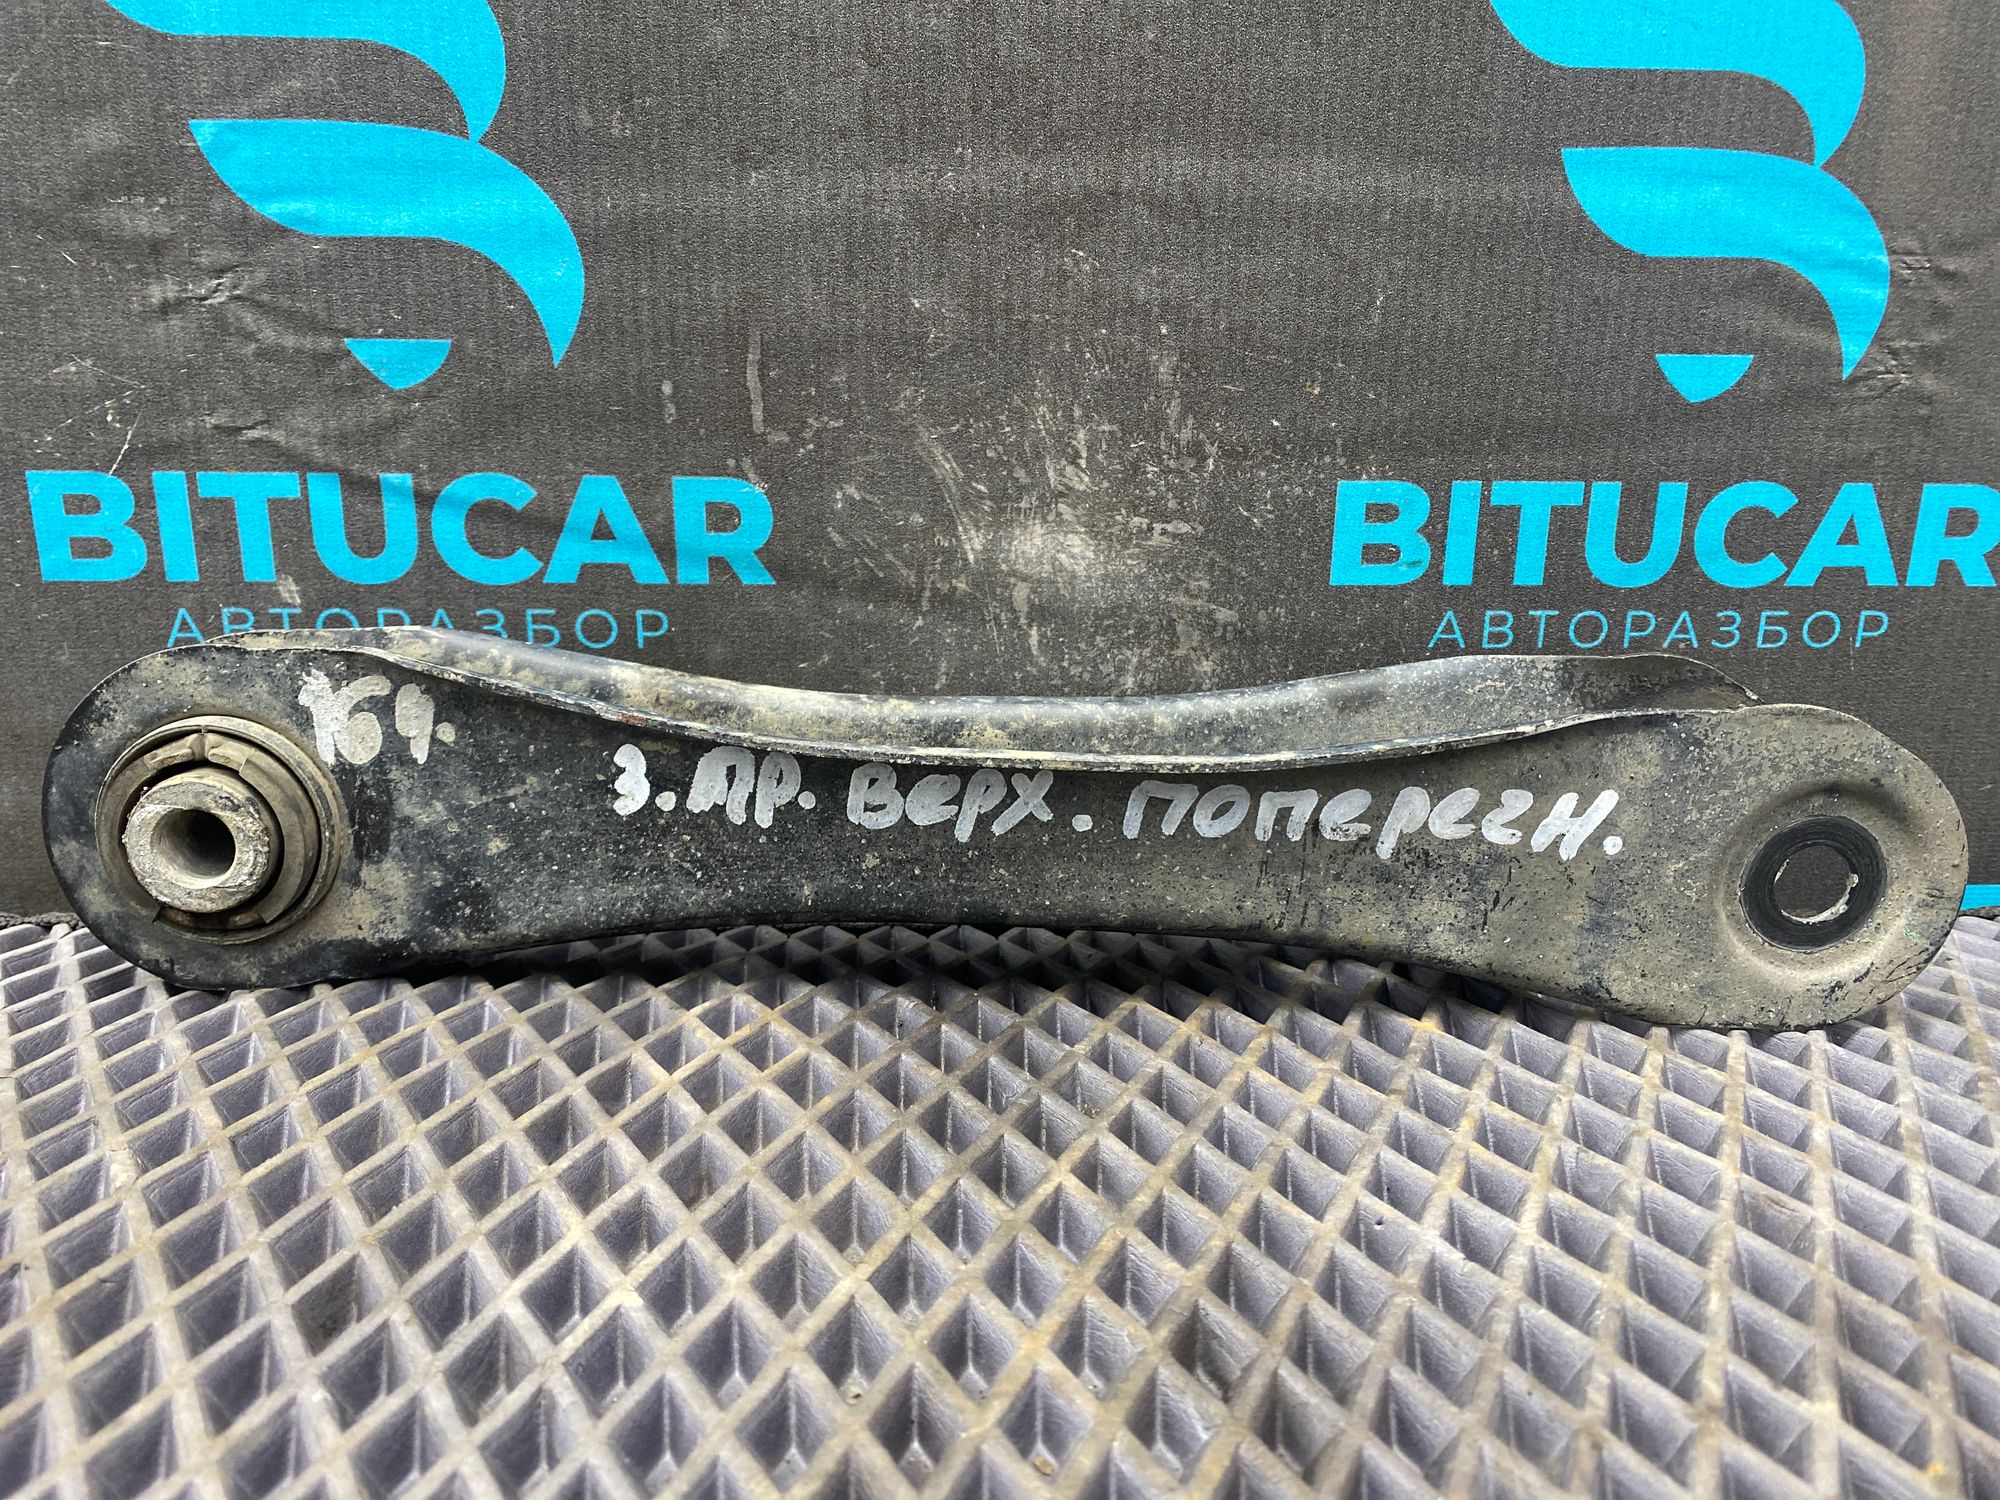 BITUCAR
BITUCAR
АВТОРАЗБОР
АВТОРАЗБОР
164.
З. ПР. ВЕРХ. ПОПЕРЕЧН.